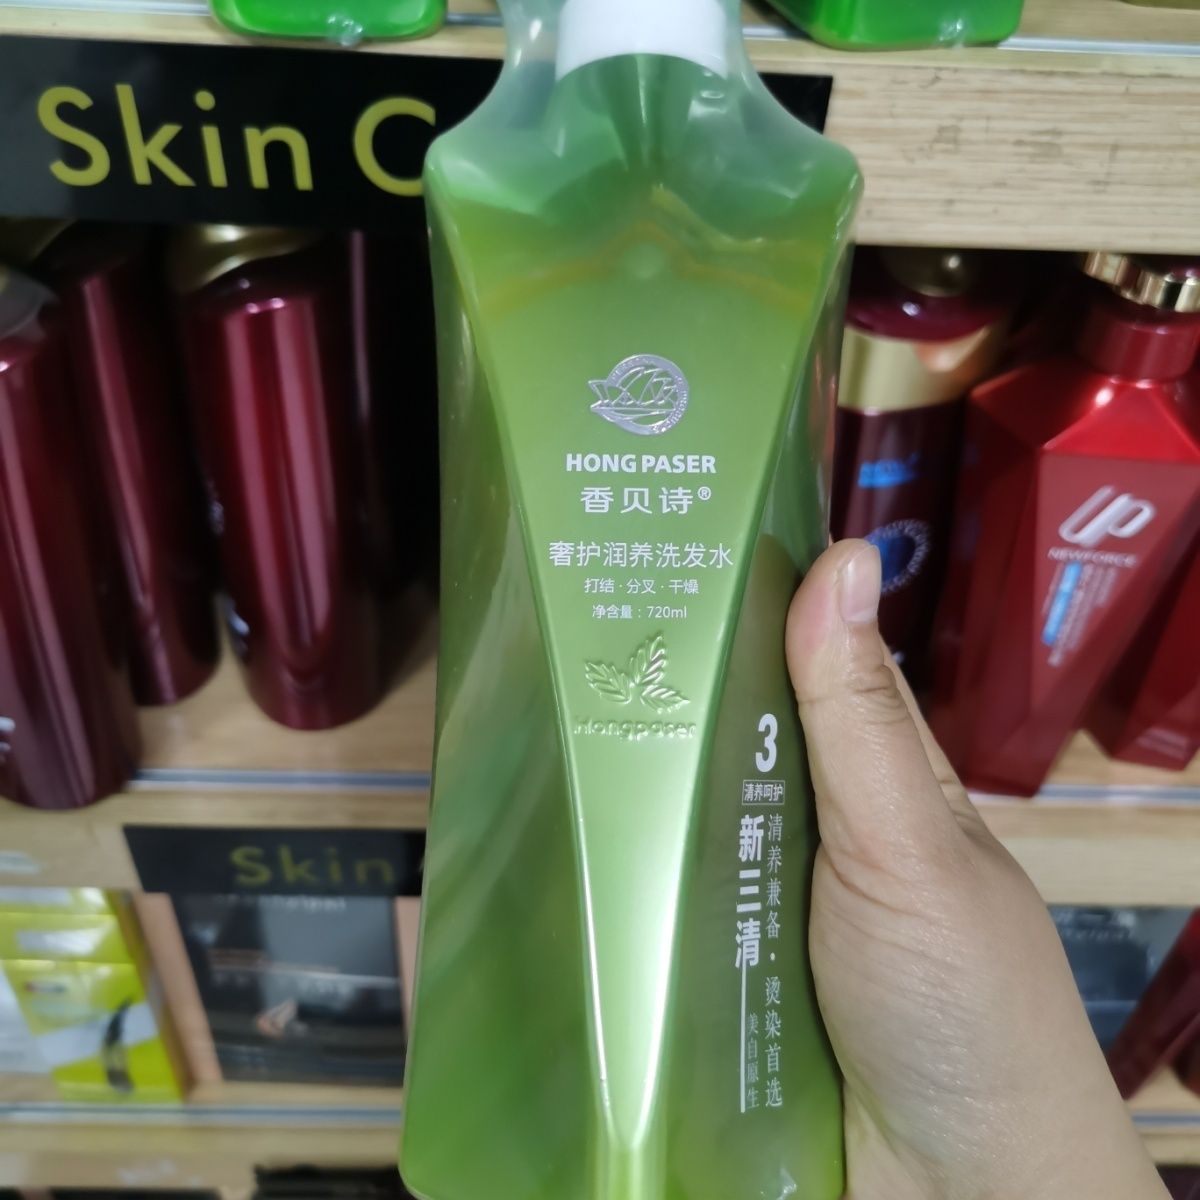 Skin C
HONG PASER
香贝诗®
奢护润养洗发水
打结·分叉·干燥
净含量：720ml
Hongpaser
3
清养呵护
新三清
清养兼备·烫染首选
美自原生
UP
NEWFORCE
Skin